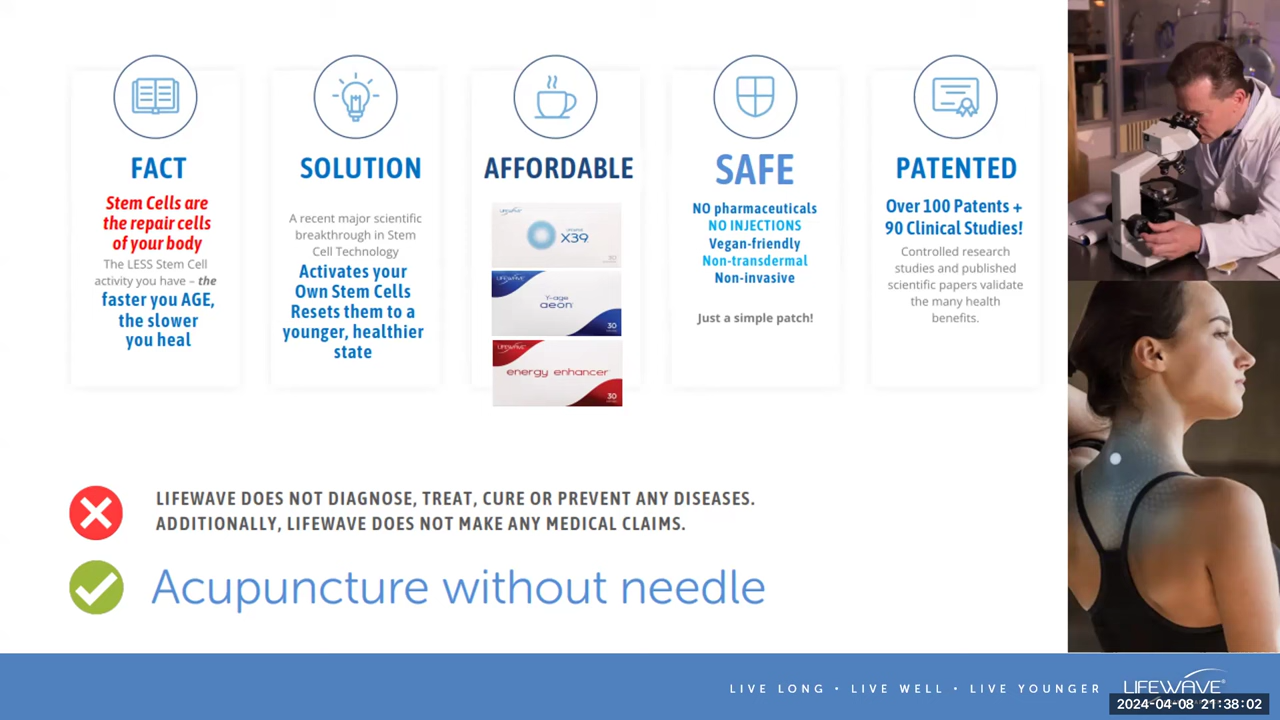 FACT
Stem Cells are
the repair cells
of your body
The LESS Stem Cell
activity you have – the
faster you AGE,
the slower
you heal
SOLUTION
A recent major scientific
breakthrough in Stem
Cell Technology
Activates your
Own Stem Cells
Resets them to a
younger, healthier
state
AFFORDABLE
LIFEWAVE
X39
30
LIFEWAVE
Y-age
aeon
30
LIFEWAVE
energy enhancer
30
SAFE
NO pharmaceuticals
NO INJECTIONS
Vegan-friendly
Non-transdermal
Non-invasive
Just a simple patch!
PATENTED
Over 100 Patents +
90 Clinical Studies!
Controlled research
studies and published
scientific papers validate
the many health
benefits.
LIFEWAVE DOES NOT DIAGNOSE, TREAT, CURE OR PREVENT ANY DISEASES.
ADDITIONALLY, LIFEWAVE DOES NOT MAKE ANY MEDICAL CLAIMS.
Acupuncture without needle
LIVE LONG • LIVE WELL • LIVE YOUNGER
LIFEWAVE®
2024-04-08 21:38:02